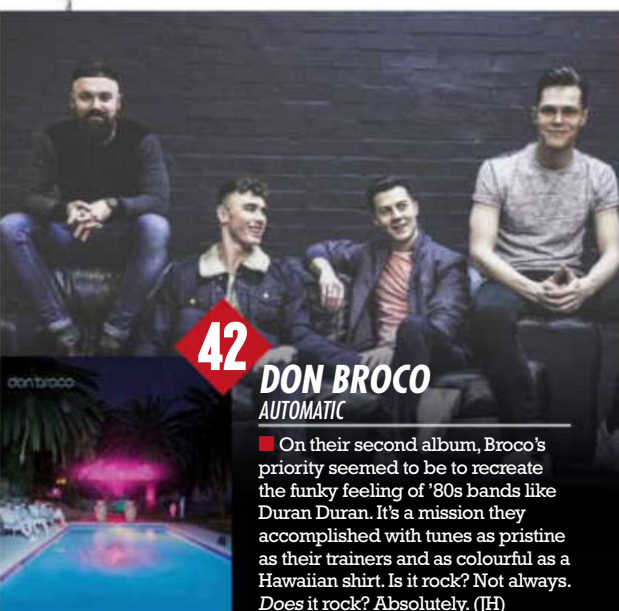 42
DON BROCO
AUTOMATIC
don broco
■ On their second album, Broco's
priority seemed to be to recreate
the funky feeling of '80s bands like
Duran Duran. It's a mission they
accomplished with tunes as pristine
as their trainers and as colourful as a
Hawaiian shirt. Is it rock? Not always.
Does it rock? Absolutely. (JH)